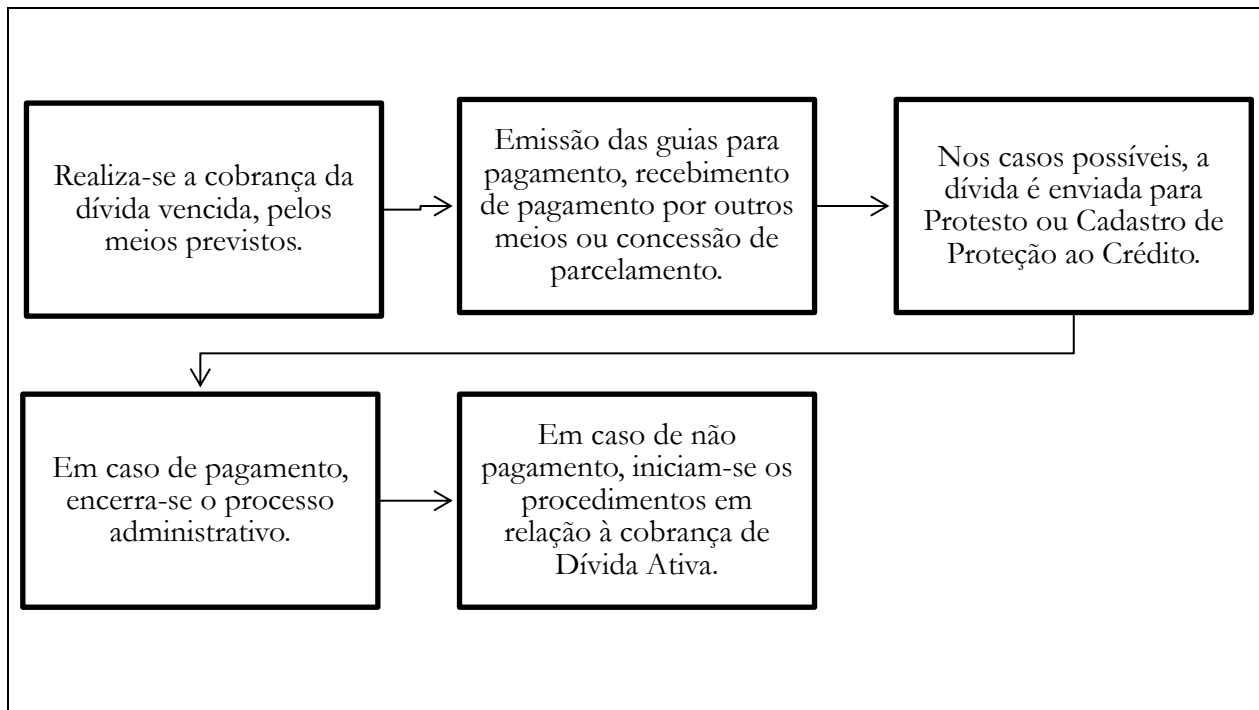 Realiza-se a cobrança da
dívida vencida, pelos
meios previstos.
Emissão das guias para
pagamento, recebimento
de pagamento por outros
meios ou concessão de
parcelamento.
Nos casos possíveis, a
dívida é enviada para
Protesto ou Cadastro de
Proteção ao Crédito.
Em caso de pagamento,
encerra-se o processo
administrativo.
Em caso de não
pagamento, iniciam-se os
procedimentos em
relação à cobrança de
Dívida Ativa.